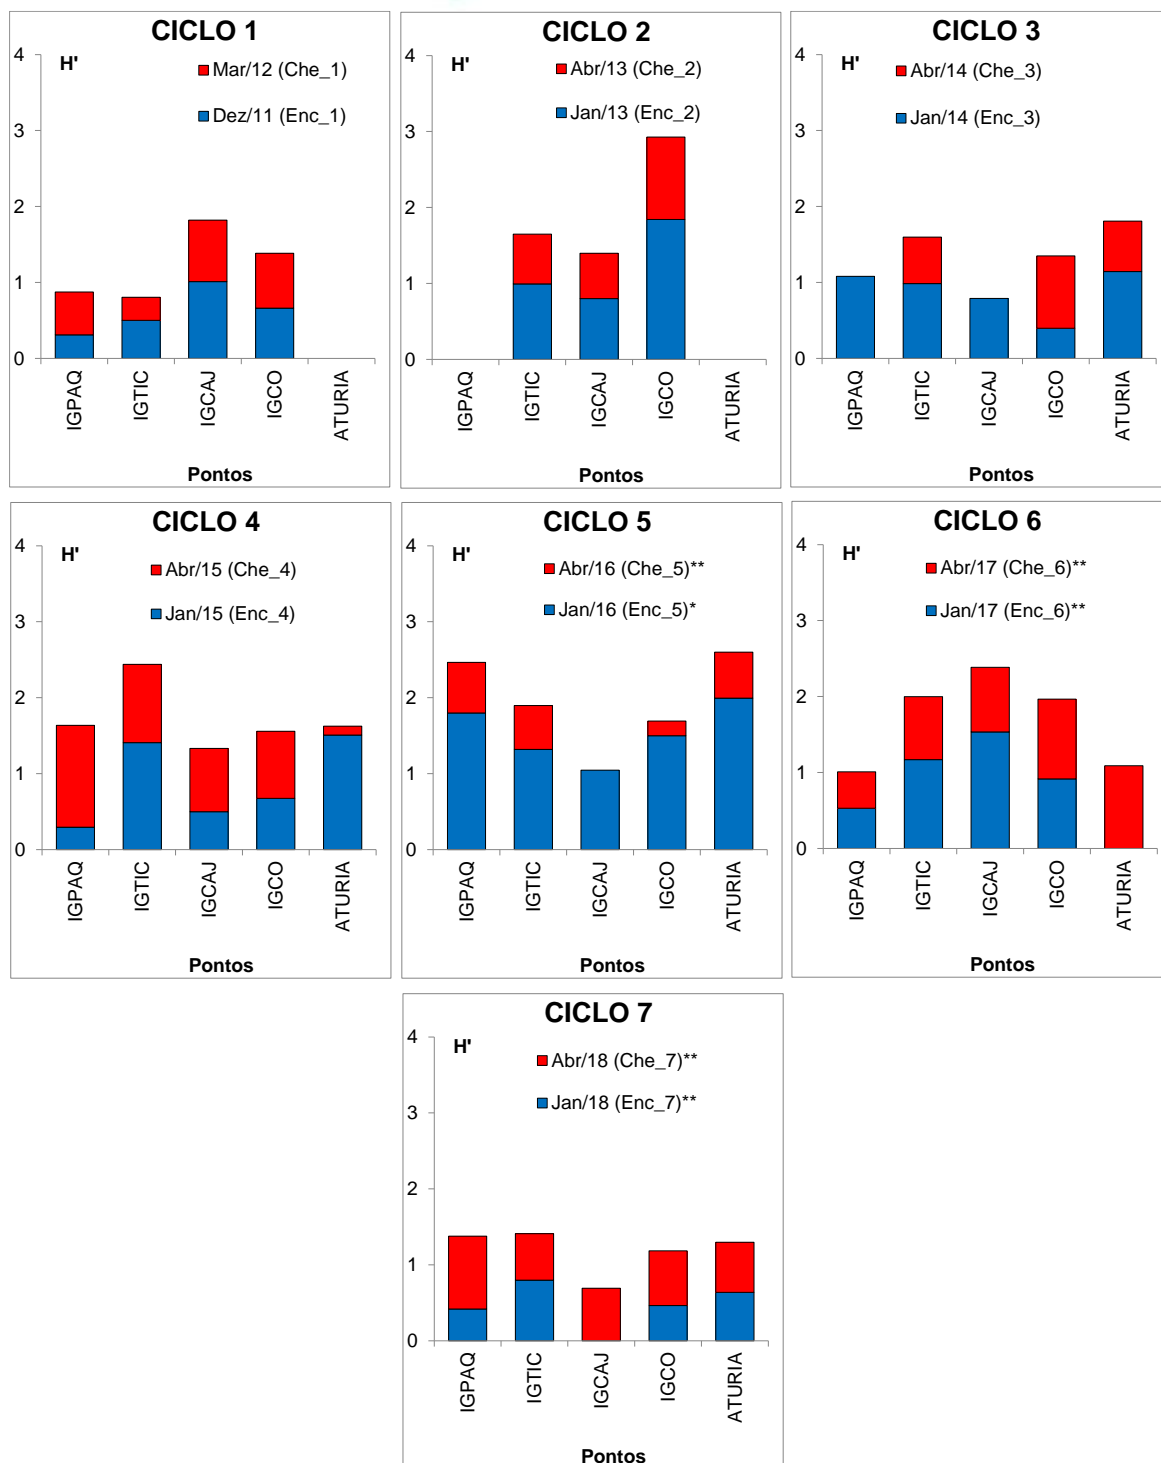 CICLO 1
4
H'
Mar/12 (Che_1)
Dez/11 (Enc_1)
3
2
1
0
IGPAQ
IGTIC
IGCAJ
IGCO
ATURIA
Pontos
CICLO 2
4
H'
Abr/13 (Che_2)
Jan/13 (Enc_2)
3
2
1
0
IGPAQ
IGTIC
IGCAJ
IGCO
ATURIA
Pontos
CICLO 3
4
H'
Abr/14 (Che_3)
Jan/14 (Enc_3)
3
2
1
0
IGPAQ
IGTIC
IGCAJ
IGCO
ATURIA
Pontos
CICLO 4
4
H'
Abr/15 (Che_4)
Jan/15 (Enc_4)
3
2
1
0
IGPAQ
IGTIC
IGCAJ
IGCO
ATURIA
Pontos
CICLO 5
4
H'
Abr/16 (Che_5)**
Jan/16 (Enc_5)*
3
2
1
0
IGPAQ
IGTIC
IGCAJ
IGCO
ATURIA
Pontos
CICLO 6
4
H'
Abr/17 (Che_6)**
Jan/17 (Enc_6)**
3
2
1
0
IGPAQ
IGTIC
IGCAJ
IGCO
ATURIA
Pontos
CICLO 7
4
H'
Abr/18 (Che_7)**
Jan/18 (Enc_7)**
3
2
1
0
IGPAQ
IGTIC
IGCAJ
IGCO
ATURIA
Pontos